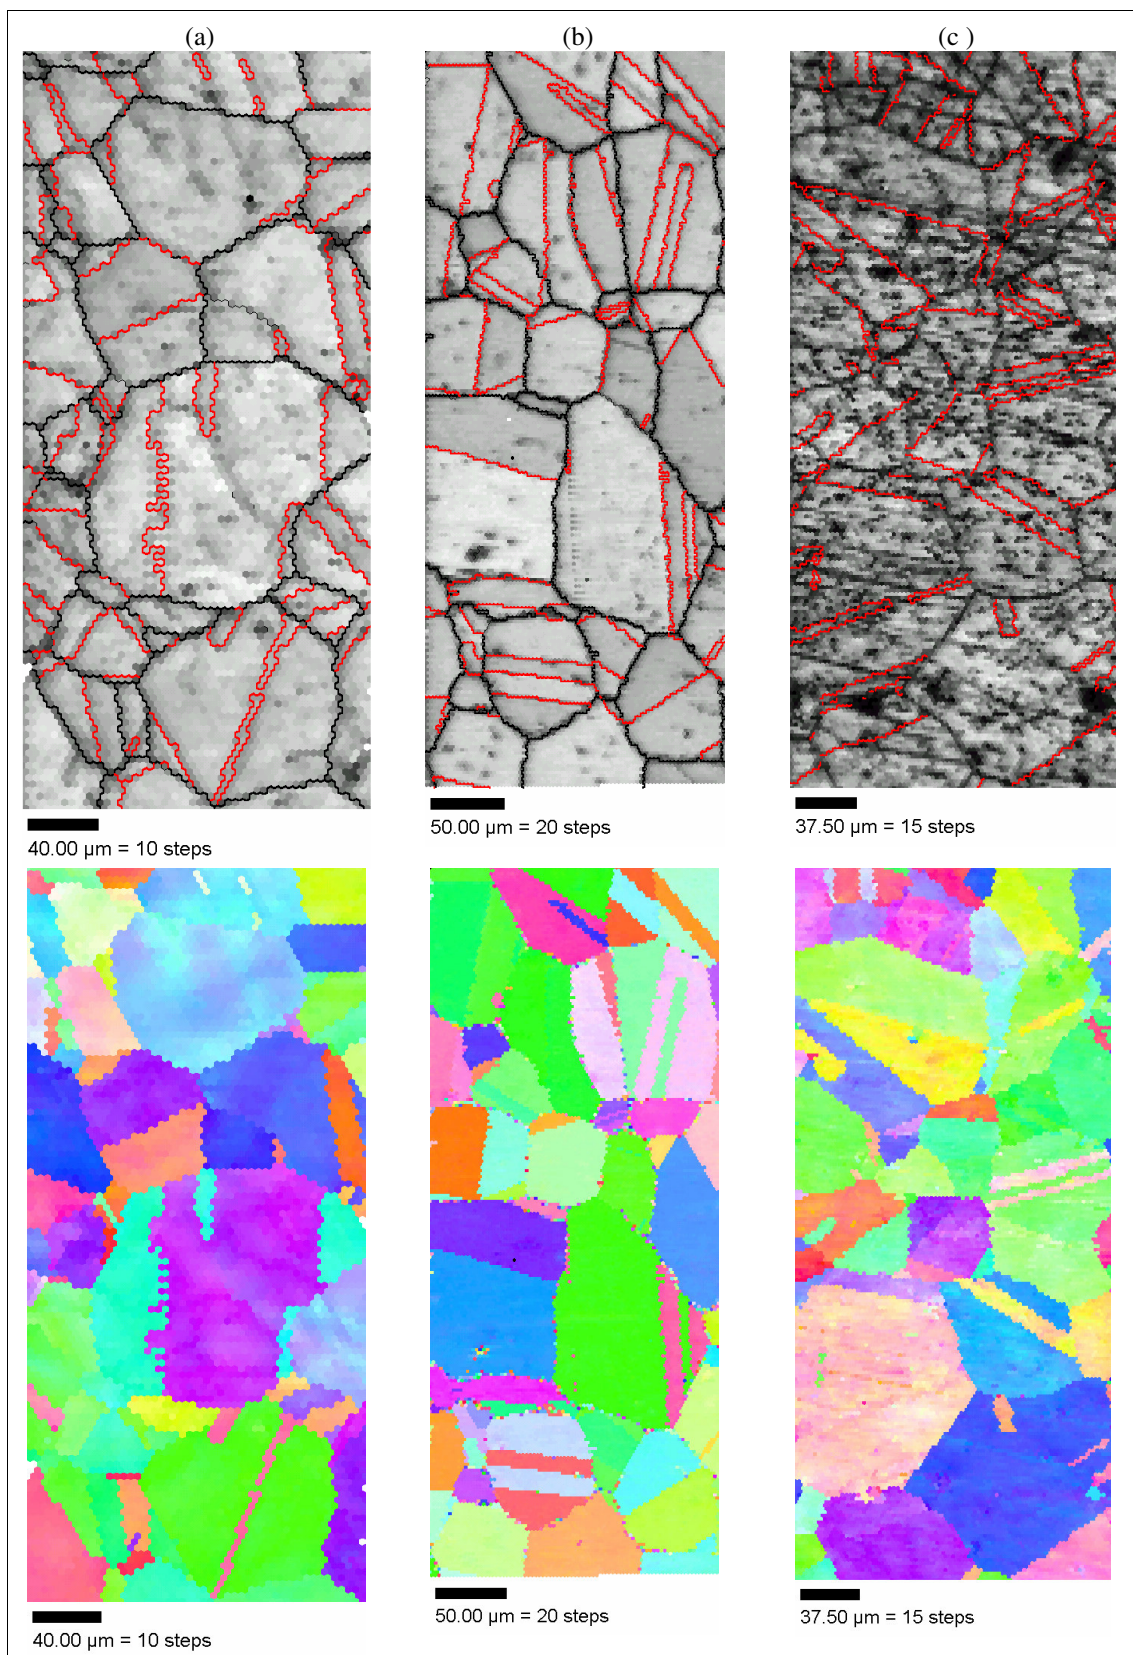 (a) (b) (c )
40.00 µm = 10 steps
50.00 µm = 20 steps
37.50 µm = 15 steps
40.00 µm = 10 steps
50.00 µm = 20 steps
37.50 µm = 15 steps